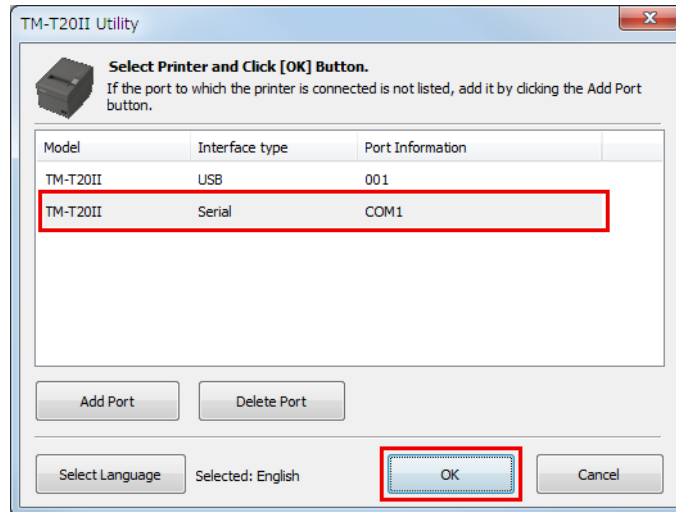 TM-T20II Utility
Select Printer and Click [OK] Button.
If the port to which the printer is connected is not listed, add it by clicking the Add Port
button.
Model Interface type Port Information
TM-T20II USB 001
TM-T20II Serial COM1
Add Port Delete Port
Select Language Selected: English OK Cancel